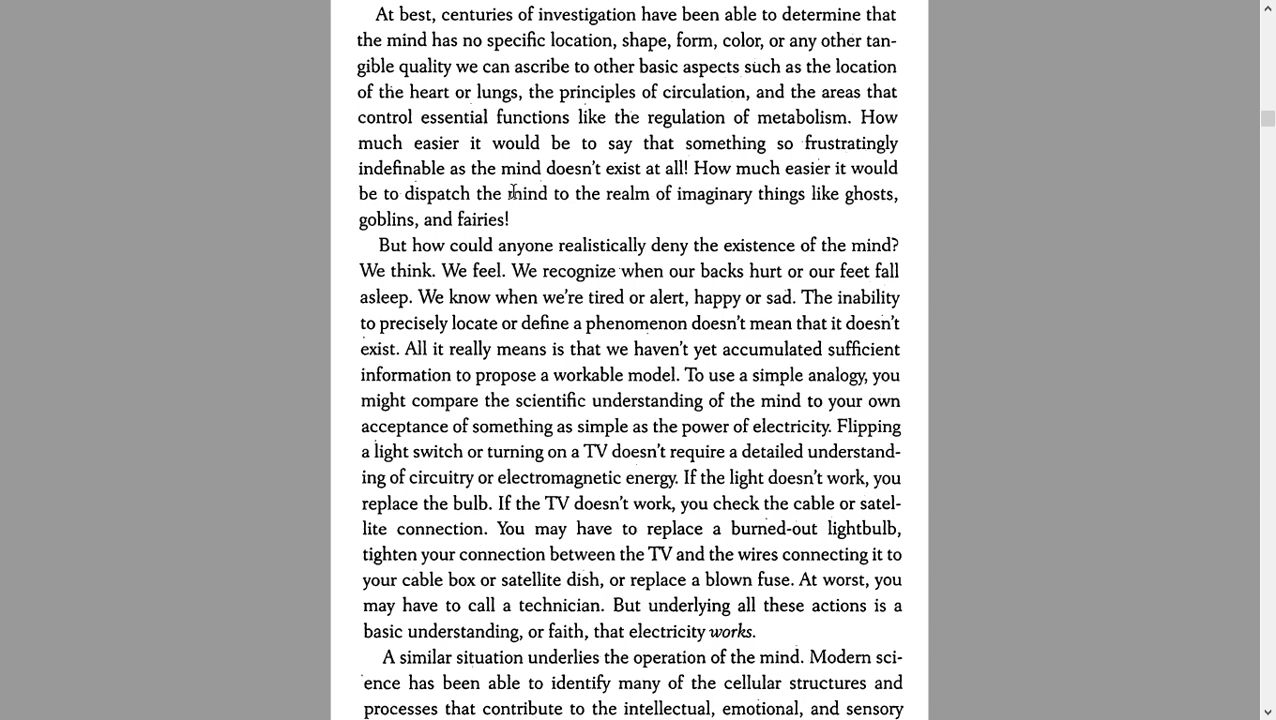 At best, centuries of investigation have been able to determine that
the mind has no specific location, shape, form, color, or any other tan-
gible quality we can ascribe to other basic aspects such as the location
of the heart or lungs, the principles of circulation, and the areas that
control essential functions like the regulation of metabolism. How
much easier it would be to say that something so frustratingly
indefinable as the mind doesn't exist at all! How much easier it would
be to dispatch the mind to the realm of imaginary things like ghosts,
goblins, and fairies!
But how could anyone realistically deny the existence of the mind?
We think. We feel. We recognize when our backs hurt or our feet fall
asleep. We know when we're tired or alert, happy or sad. The inability
to precisely locate or define a phenomenon doesn't mean that it doesn't
exist. All it really means is that we haven't yet accumulated sufficient
information to propose a workable model. To use a simple analogy, you
might compare the scientific understanding of the mind to your own
acceptance of something as simple as the power of electricity. Flipping
a light switch or turning on a TV doesn't require a detailed understand-
ing of circuitry or electromagnetic energy. If the light doesn't work, you
replace the bulb. If the TV doesn't work, you check the cable or satel-
lite connection. You may have to replace a burned-out lightbulb,
tighten your connection between the TV and the wires connecting it to
your cable box or satellite dish, or replace a blown fuse. At worst, you
may have to call a technician. But underlying all these actions is a
basic understanding, or faith, that electricity works.
A similar situation underlies the operation of the mind. Modern sci-
ence has been able to identify many of the cellular structures and
processes that contribute to the intellectual, emotional, and sensory